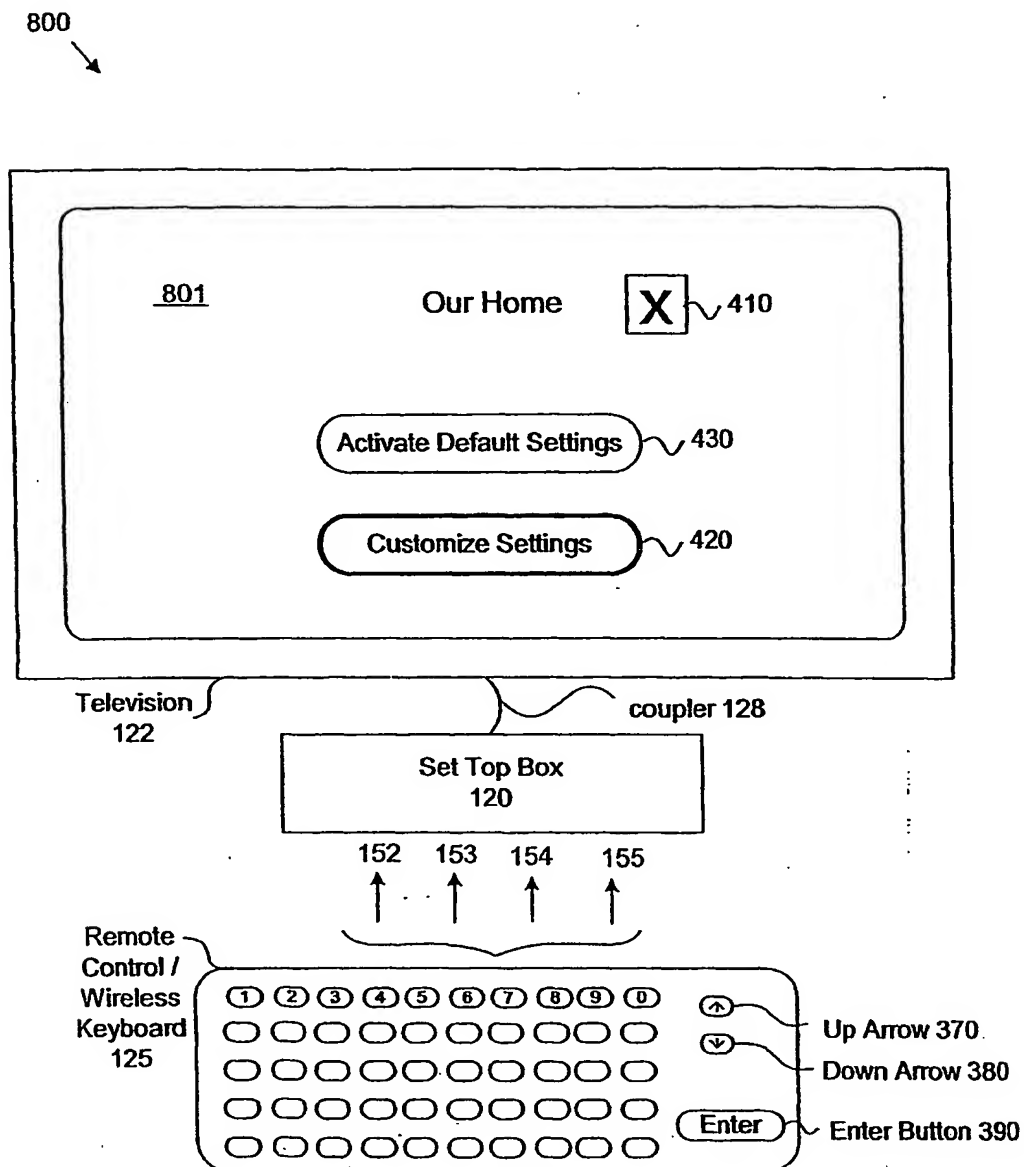 800
801
Our Home
X
410
Activate Default Settings
430
Customize Settings
420
Television
122
coupler 128
Set Top Box
120
152 153 154 155
Remote
Control /
Wireless
Keyboard
125
1 2 3 4 5 6 7 8 9 0
Up Arrow 370
Down Arrow 380
Enter
Enter Button 390